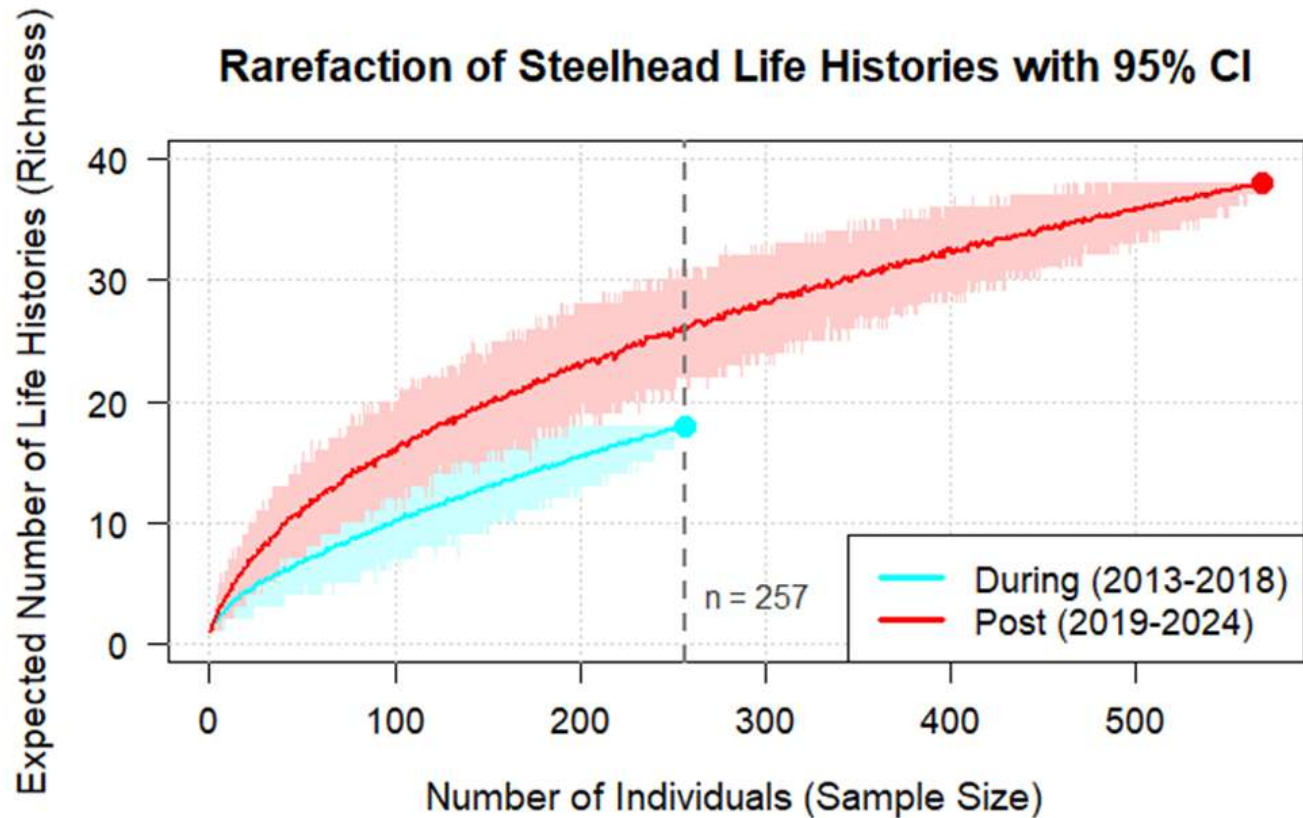 Rarefaction of Steelhead Life Histories with 95% CI
Expected Number of Life Histories (Richness)
40
30
20
10
0
n = 257
During (2013-2018)
Post (2019-2024)
0 100 200 300 400 500
Number of Individuals (Sample Size)